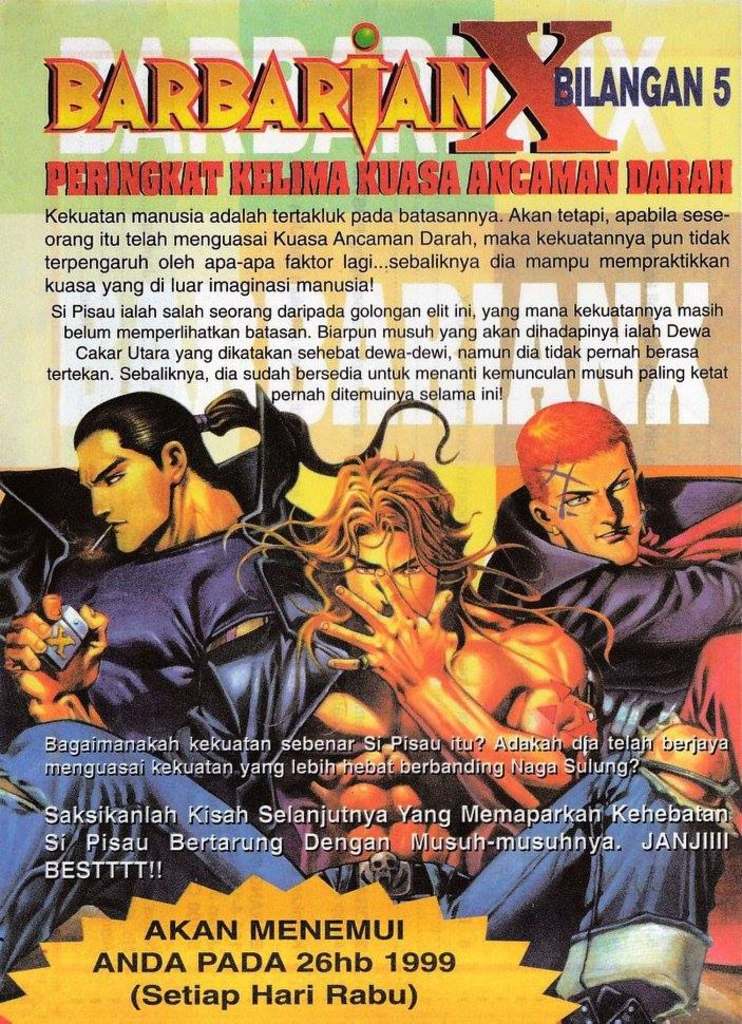 BARBARIAN X
BILANGAN 5
PERINGKAT KELIMA KUASA ANCAMAN DARAH
Kekuatan manusia adalah tertakluk pada batasannya. Akan tetapi, apabila sese-
orang itu telah menguasai Kuasa Ancaman Darah, maka kekuatannya pun tidak
terpengaruh oleh apa-apa faktor lagi...sebaliknya dia mampu mempraktikkan
kuasa yang di luar imaginasi manusia!
Si Pisau ialah salah seorang daripada golongan elit ini, yang mana kekuatannya masih
belum memperlihatkan batasan. Biarpun musuh yang akan dihadapinya ialah Dewa
Cakar Utara yang dikatakan sehebat dewa-dewi, namun dia tidak pernah berasa
tertekan. Sebaliknya, dia sudah bersedia untuk menanti kemunculan musuh paling ketat
pernah ditemuinya selama ini!
Bagaimanakah kekuatan sebenar Si Pisau itu? Adakah dia telah berjaya
menguasai kekuatan yang lebih hebat berbanding Naga Sulung?
Saksikanlah Kisah Selanjutnya Yang Memaparkan Kehebatan
Si Pisau Bertarung Dengan Musuh-musuhnya. JANJIIII
BESTTTT!!
AKAN MENEMUI
ANDA PADA 26hb 1999
(Setiap Hari Rabu)